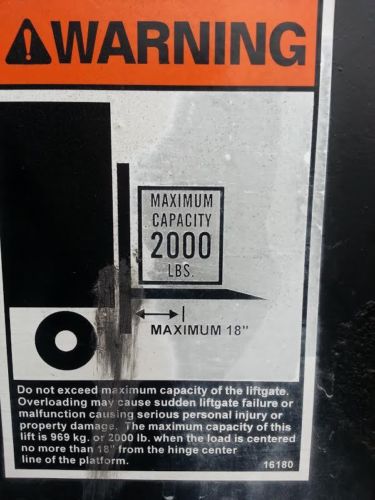 WARNING
MAXIMUM
CAPACITY
2000
LBS.
MAXIMUM 18"
Do not exceed maximum capacity of the liftgate.
Overloading may cause sudden liftgate failure or
malfunction causing serious personal injury or
property damage. The maximum capacity of this
lift is 969 kg. or 2000 lb. when the load is centered
no more than 18" from the hinge center
line of the platform.
16180